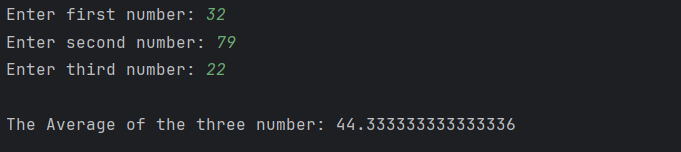 Enter first number: 32
Enter second number: 79
Enter third number: 22
The Average of the three number: 44.333333333333336